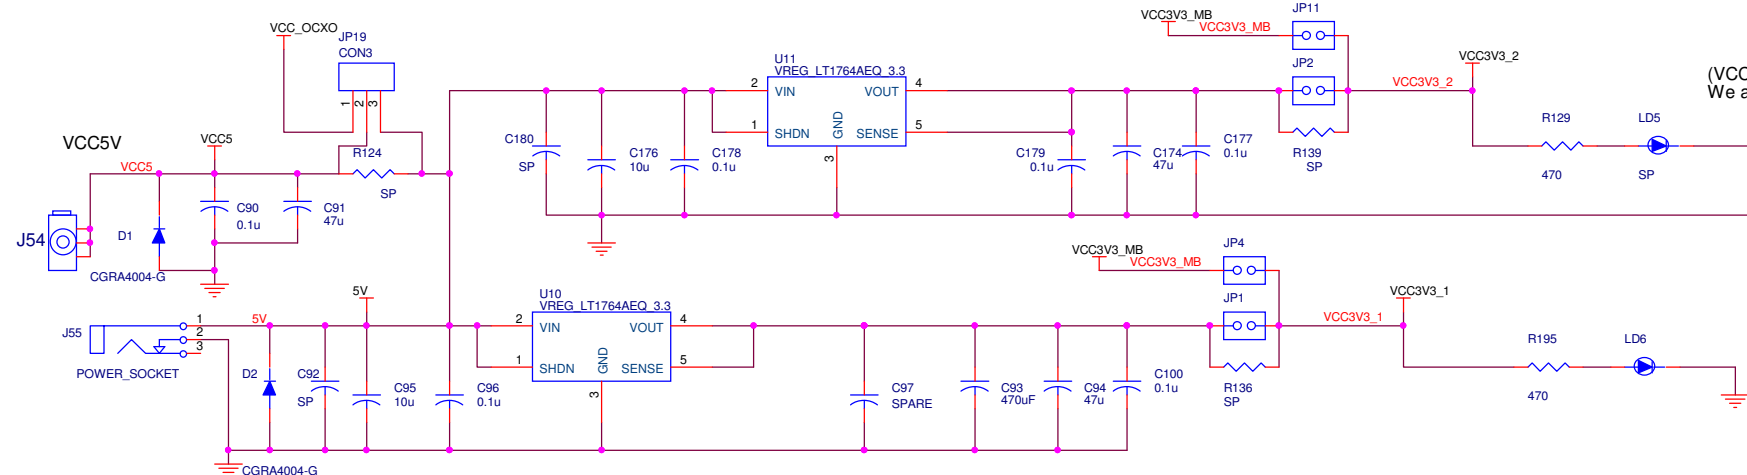 VCC_OCXO
JP19
CON3
1
2
3
VCC5V
VCC5
VCC5
R124
SP
J54
D1
CGRA4004-G
C90
0.1u
C91
47u
U11
VREG_LT1764AEQ_3.3
2
VIN
VOUT
4
1
SHDN
GND
SENSE
5
3
C180
SP
C176
10u
C178
0.1u
C179
0.1u
C174
47u
C177
0.1u
VCC3V3_MB
VCC3V3_MB
JP11
JP2
R139
SP
VCC3V3_2
VCC3V3_2
R129
470
LD5
SP
(VCC
We a
J55
POWER_SOCKET
1
2
3
5V
5V
D2
CGRA4004-G
C92
SP
C95
10u
C96
0.1u
U10
VREG_LT1764AEQ_3.3
2
VIN
VOUT
4
1
SHDN
GND
SENSE
5
3
C97
SPARE
C93
470uF
C94
47u
C100
0.1u
VCC3V3_MB
VCC3V3_MB
JP4
JP1
R136
SP
VCC3V3_1
VCC3V3_1
R195
470
LD6